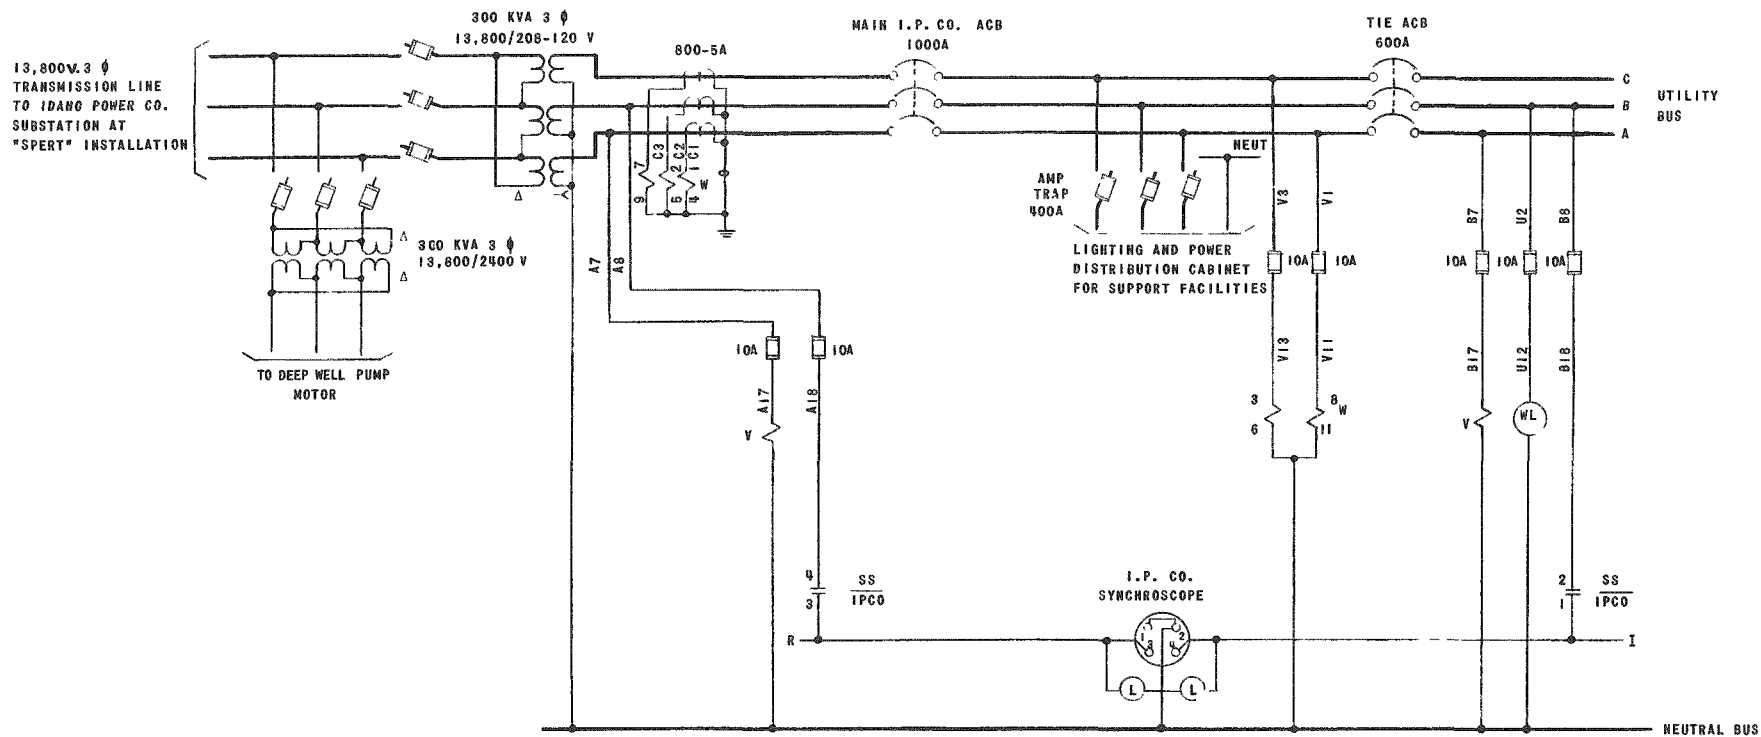 300 KVA 3 ϕ
13,800/208-120 V
MAIN I.P. CO. ACB
1000A
TIE ACB
600A
800-5A
13,800V.3 ϕ
TRANSMISSION LINE
TO IDAHO POWER CO.
SUBSTATION AT
"SPERT" INSTALLATION
C
B
A
UTILITY
BUS
NEUT
C3
C2
C1
7
2
1
W
9
5
4
Δ
AMP
TRAP
400A
V3
V1
B7
U2
B8
Δ
300 KVA 3 ϕ
13,800/2400 V
Δ
A7
A8
LIGHTING AND POWER
DISTRIBUTION CABINET
FOR SUPPORT FACILITIES
10A
10A
10A
10A
10A
10A
10A
V13
V11
B17
U12
B18
TO DEEP WELL PUMP
MOTOR
A17
A18
V
3
6
8
W
11
V
WL
4
3
SS
IPCO
I.P. CO.
SYNCHROSCOPE
2
1
SS
IPCO
R
1
2
3
4
I
L
L
NEUTRAL BUS